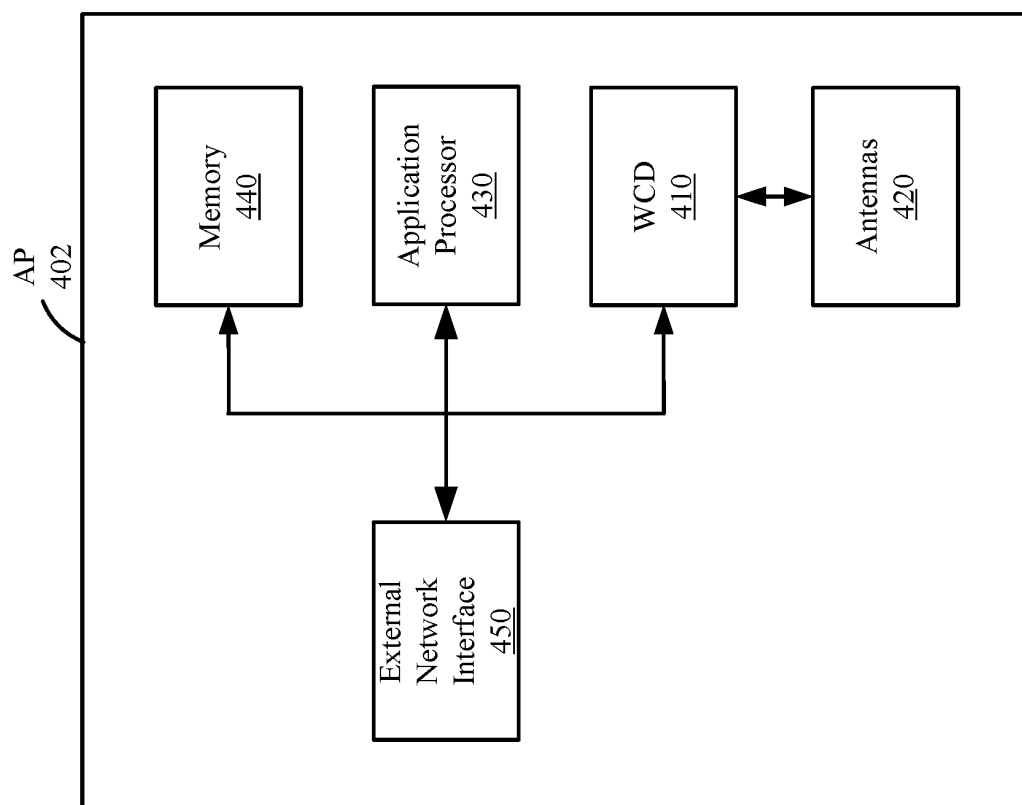 AP
402
Memory
440
Application
Processor
430
WCD
410
Antennas
420
External
Network
Interface
450